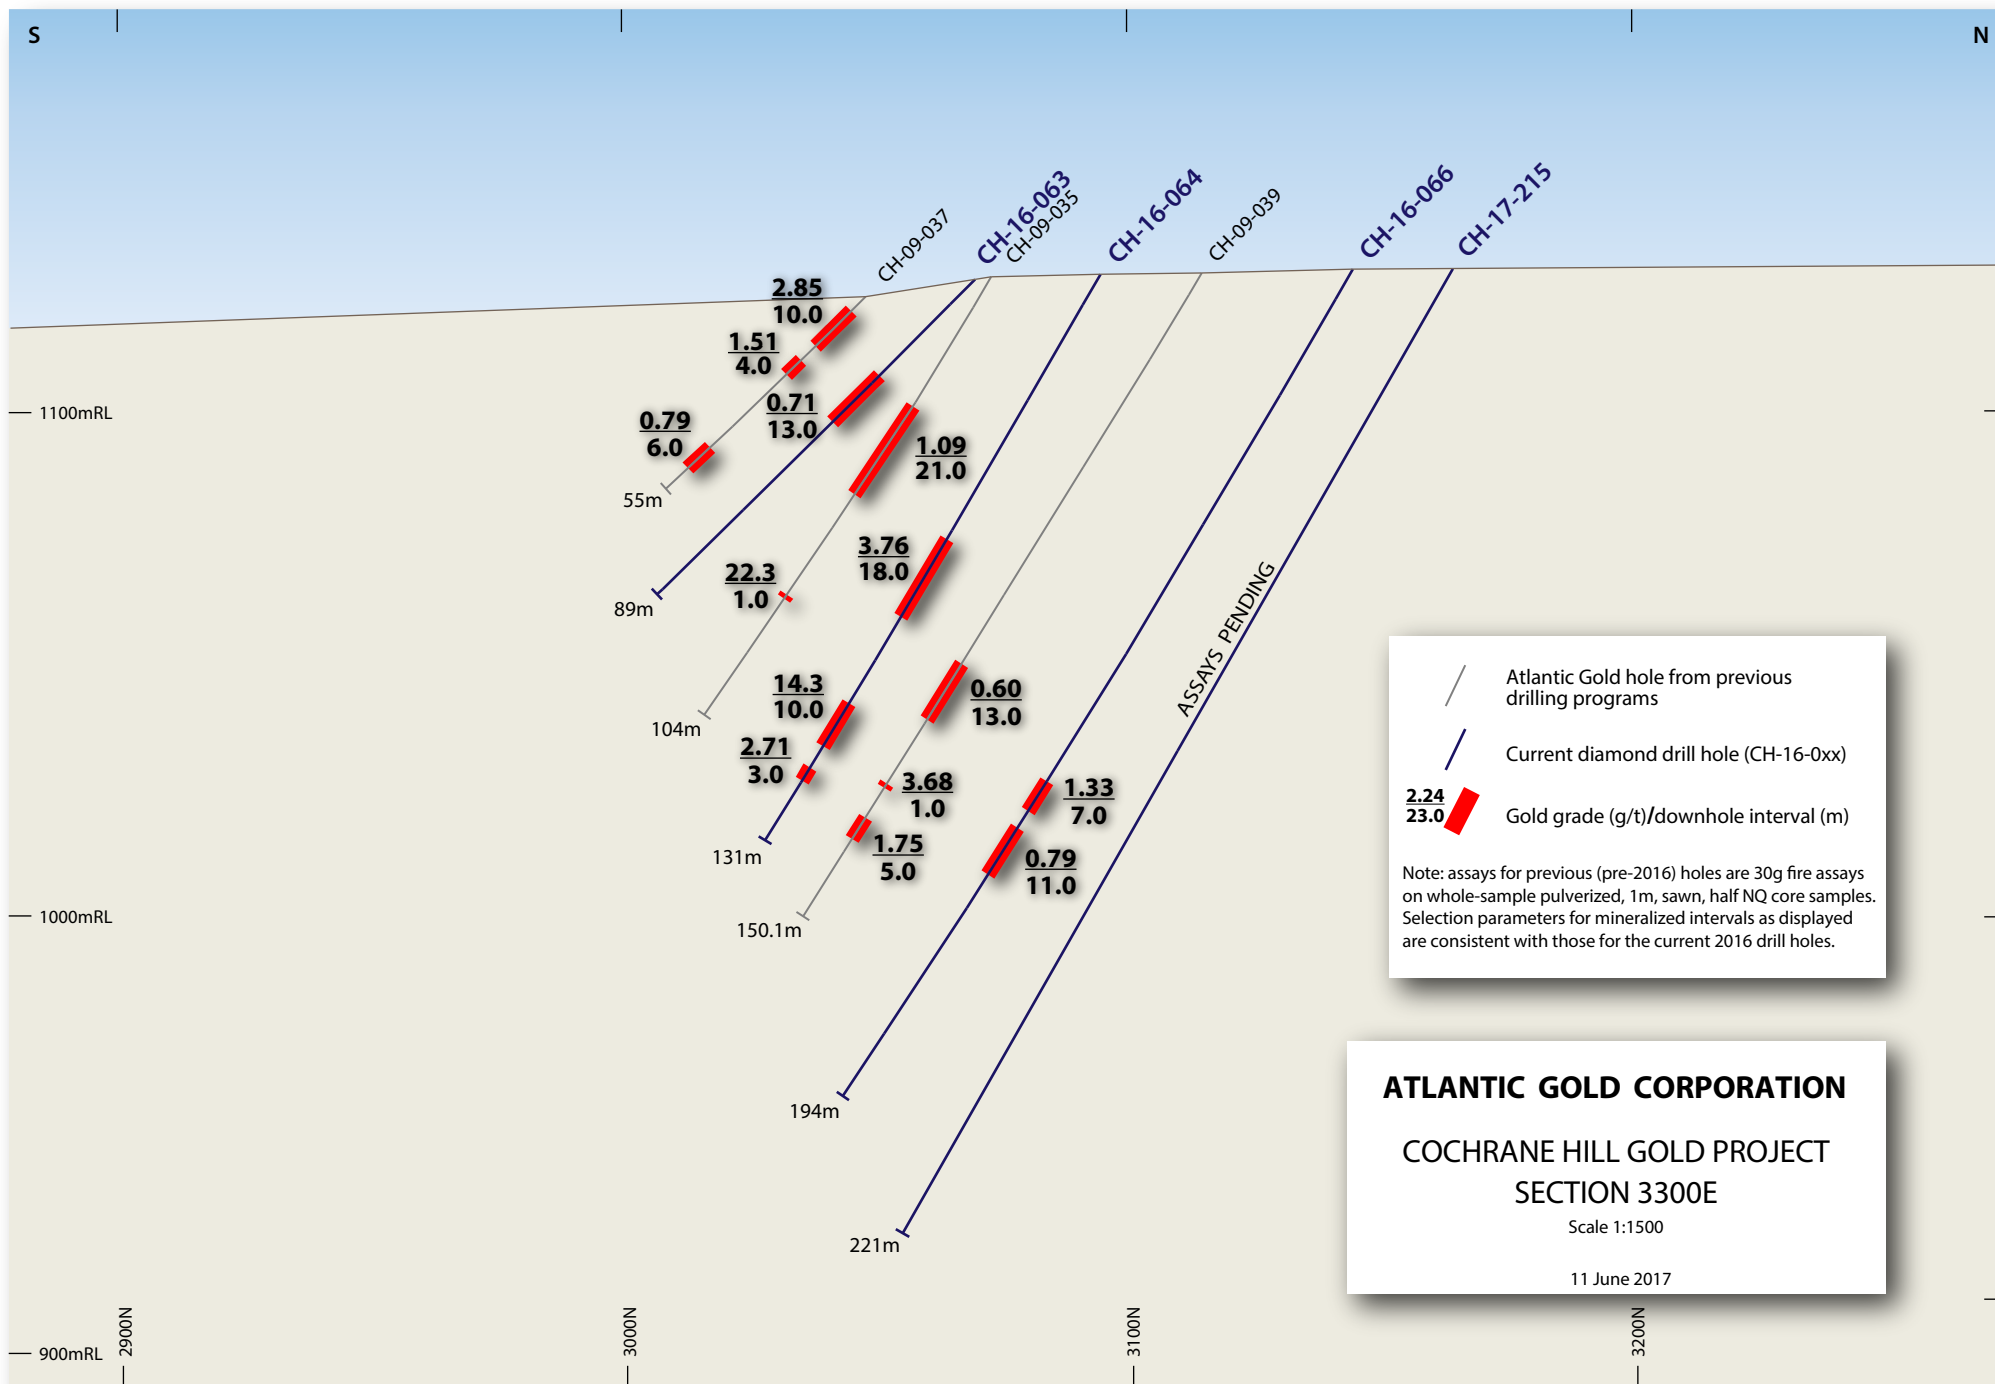 S
N
CH-09-037
CH-16-063
CH-09-035
CH-16-064
CH-09-039
CH-16-066
CH-17-215
2.85
10.0
1.51
4.0
0.79
6.0
55m
0.71
13.0
89m
1.09
21.0
22.3
1.0
104m
3.76
18.0
14.3
10.0
2.71
3.0
131m
0.60
13.0
3.68
1.0
1.75
5.0
150.1m
1.33
7.0
0.79
11.0
194m
ASSAYS PENDING
221m
1100mRL
1000mRL
900mRL
2900N
3000N
3100N
3200N
Atlantic Gold hole from previous
drilling programs
Current diamond drill hole (CH-16-0xx)
2.24
23.0
Gold grade (g/t)/downhole interval (m)
Note: assays for previous (pre-2016) holes are 30g fire assays
on whole-sample pulverized, 1m, sawn, half NQ core samples.
Selection parameters for mineralized intervals as displayed
are consistent with those for the current 2016 drill holes.
ATLANTIC GOLD CORPORATION
COCHRANE HILL GOLD PROJECT
SECTION 3300E
Scale 1:1500
11 June 2017